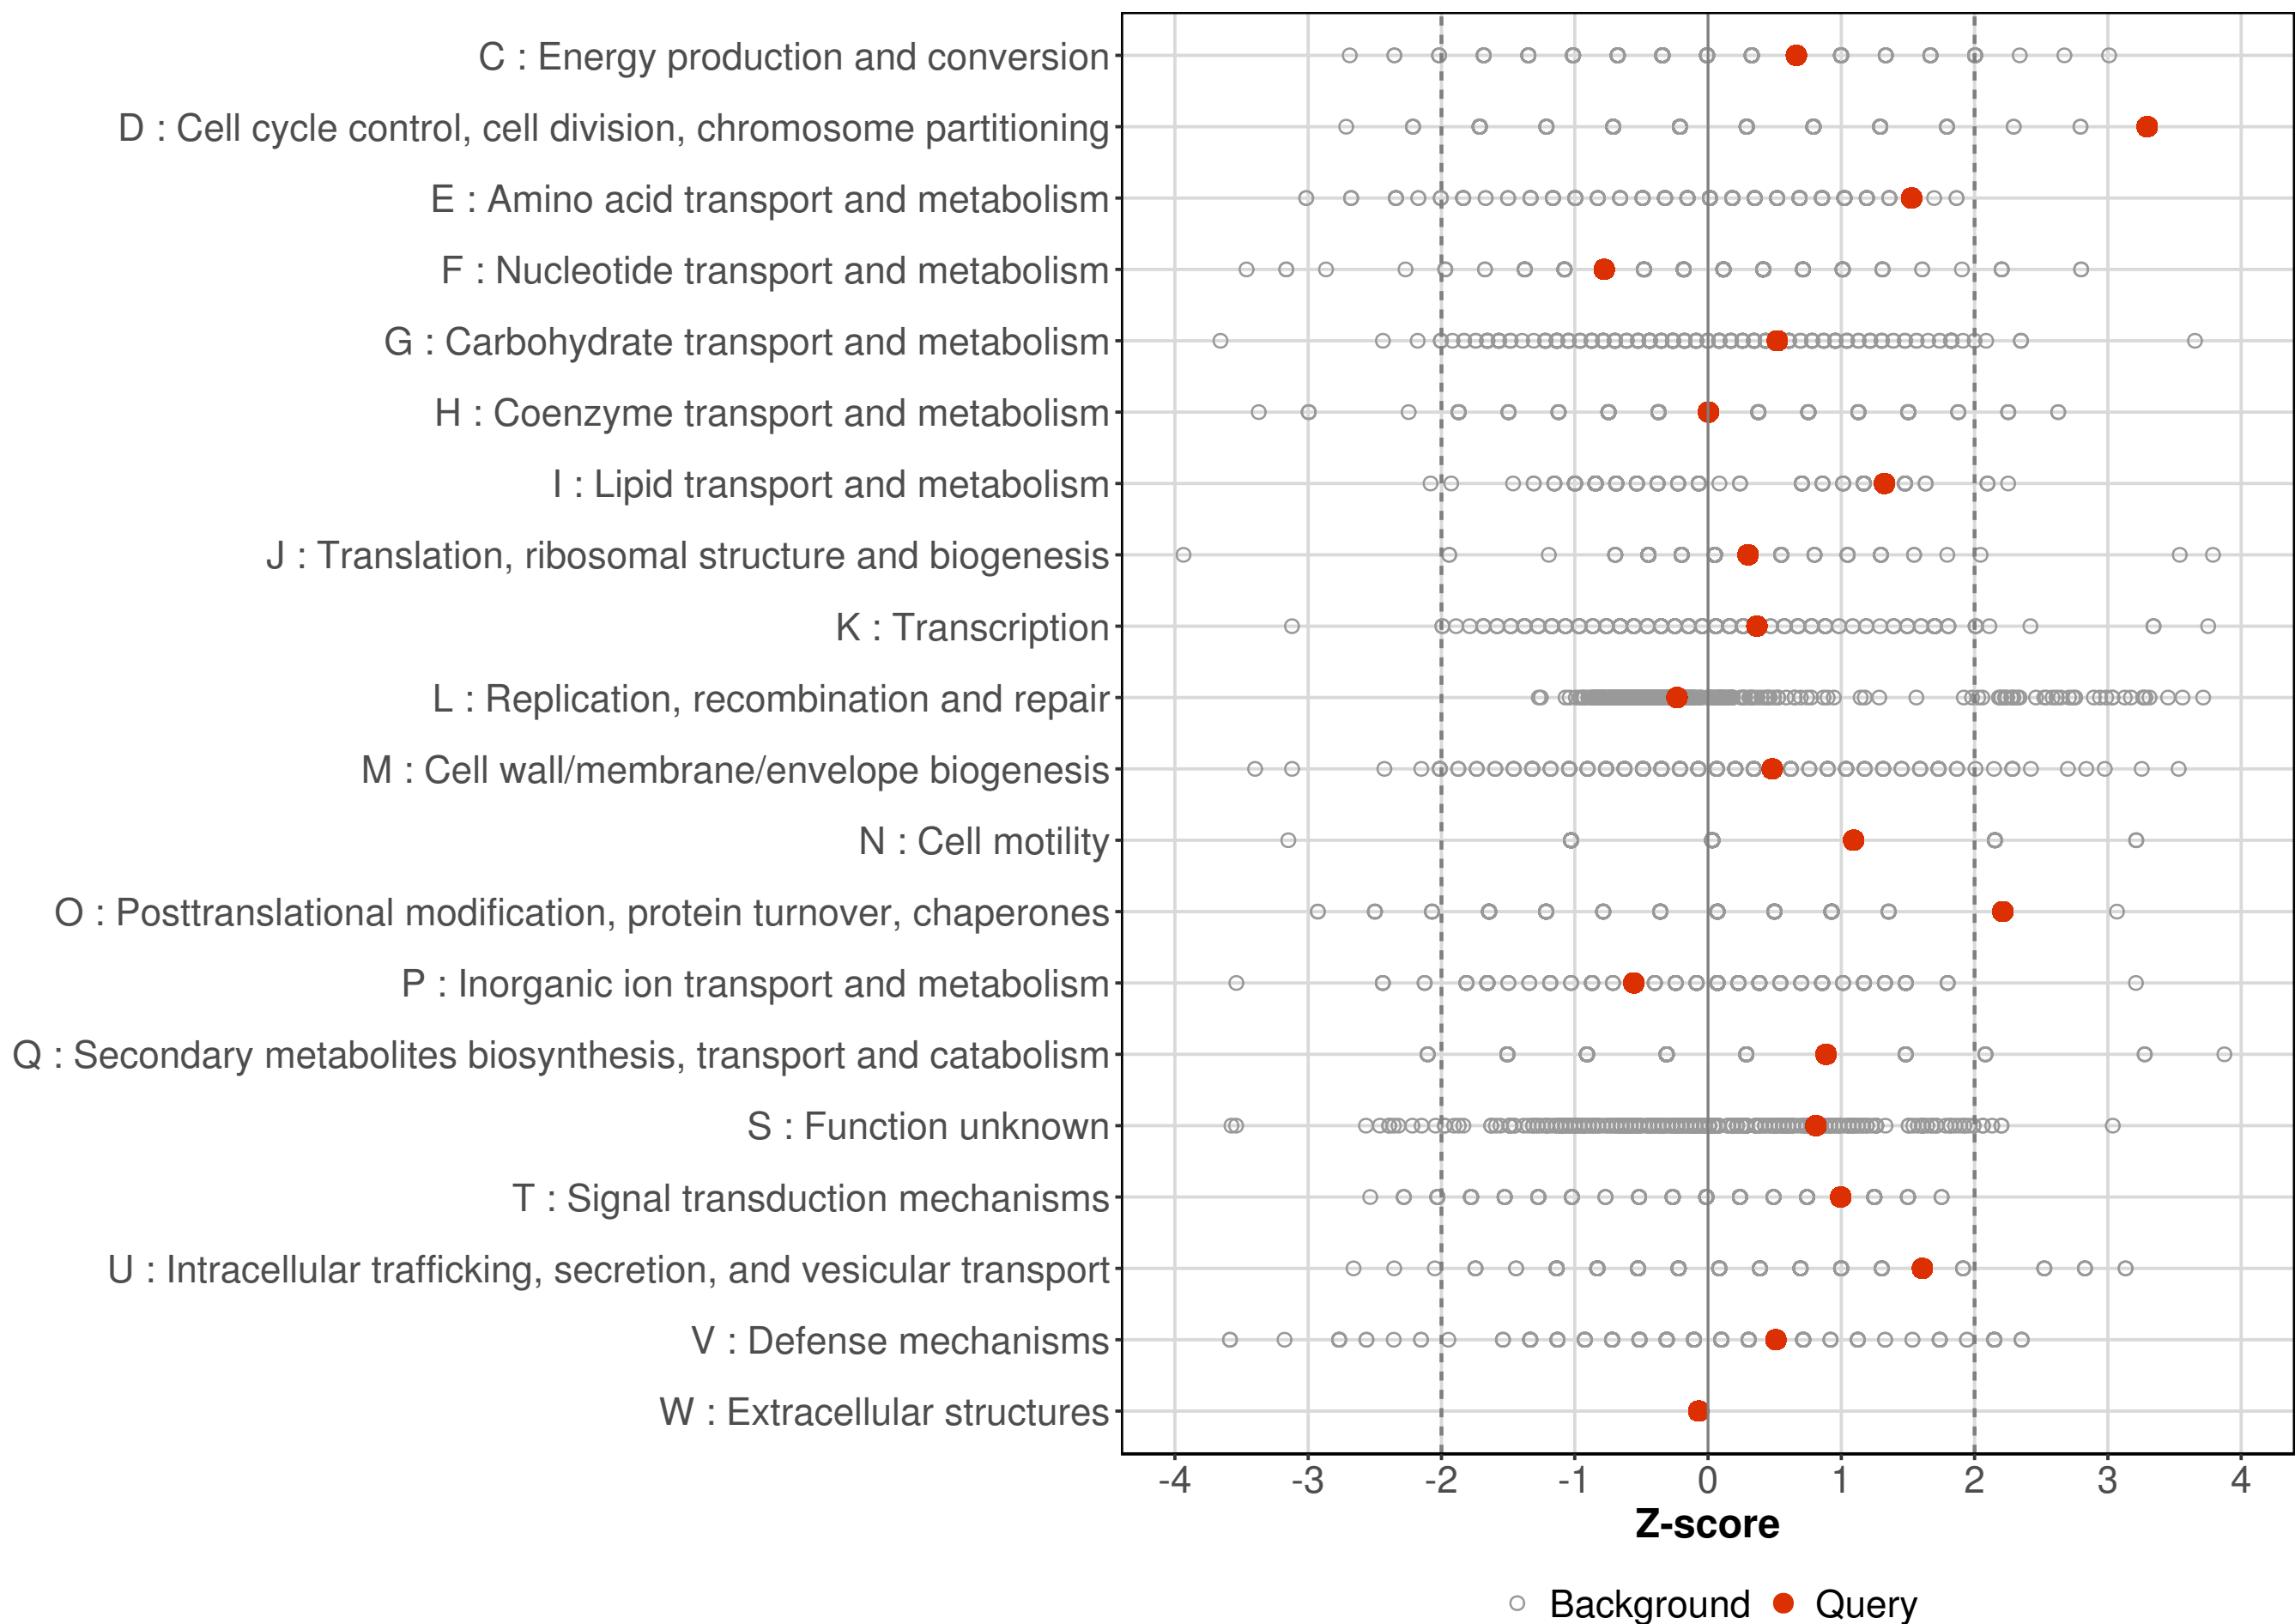 C : Energy production and conversion
D : Cell cycle control, cell division, chromosome partitioning
E : Amino acid transport and metabolism
F : Nucleotide transport and metabolism
G : Carbohydrate transport and metabolism
H : Coenzyme transport and metabolism
I : Lipid transport and metabolism
J : Translation, ribosomal structure and biogenesis
K : Transcription
L : Replication, recombination and repair
M : Cell wall/membrane/envelope biogenesis
N : Cell motility
O : Posttranslational modification, protein turnover, chaperones
P : Inorganic ion transport and metabolism
Q : Secondary metabolites biosynthesis, transport and catabolism
S : Function unknown
T : Signal transduction mechanisms
U : Intracellular trafficking, secretion, and vesicular transport
V : Defense mechanisms
W : Extracellular structures
-4 -3 -2 -1 0 1 2 3 4
Z-score
Background Query